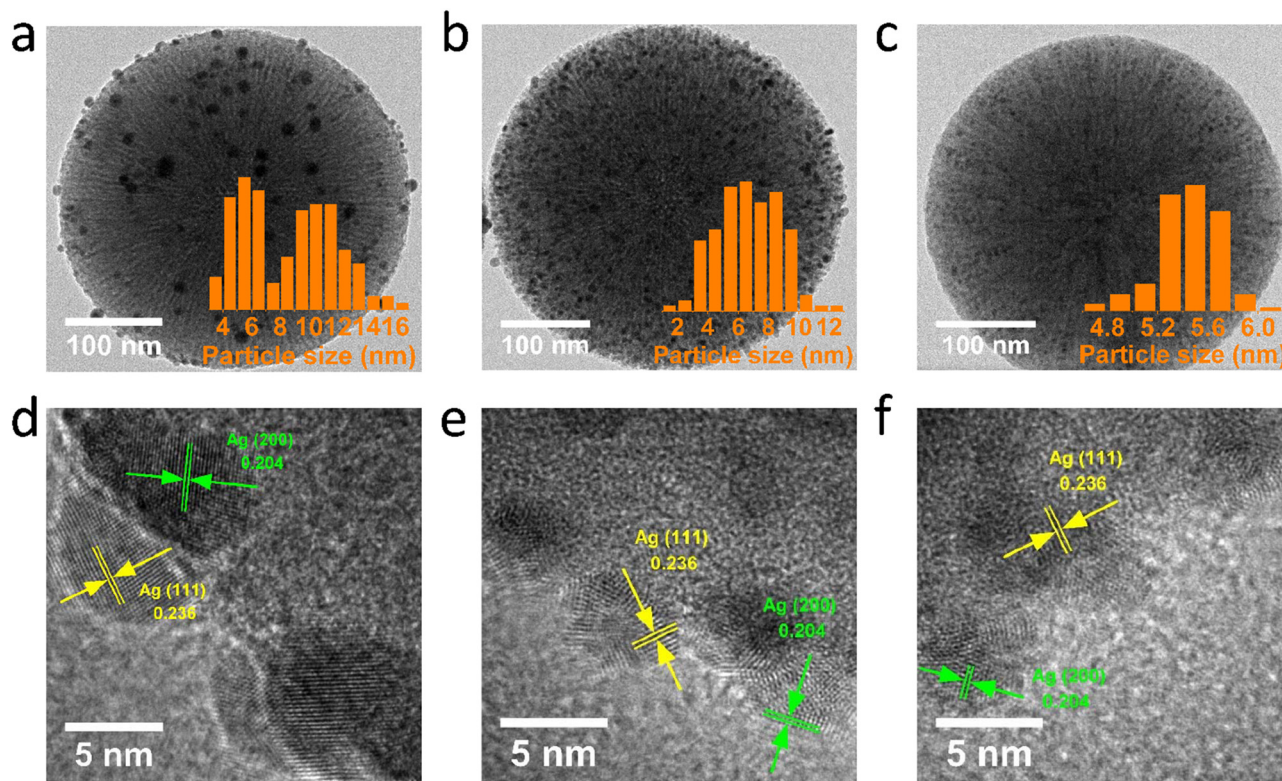 a
b
c
4 6 8 10 12 14 16
Particle size (nm)
100 nm
2 4 6 8 10 12
Particle size (nm)
100 nm
4.8 5.2 5.6 6.0
Particle size (nm)
100 nm
d
e
f
Ag (200)
0.204
Ag (111)
0.236
5 nm
Ag (111)
0.236
Ag (200)
0.204
5 nm
Ag (111)
0.236
Ag (200)
0.204
5 nm